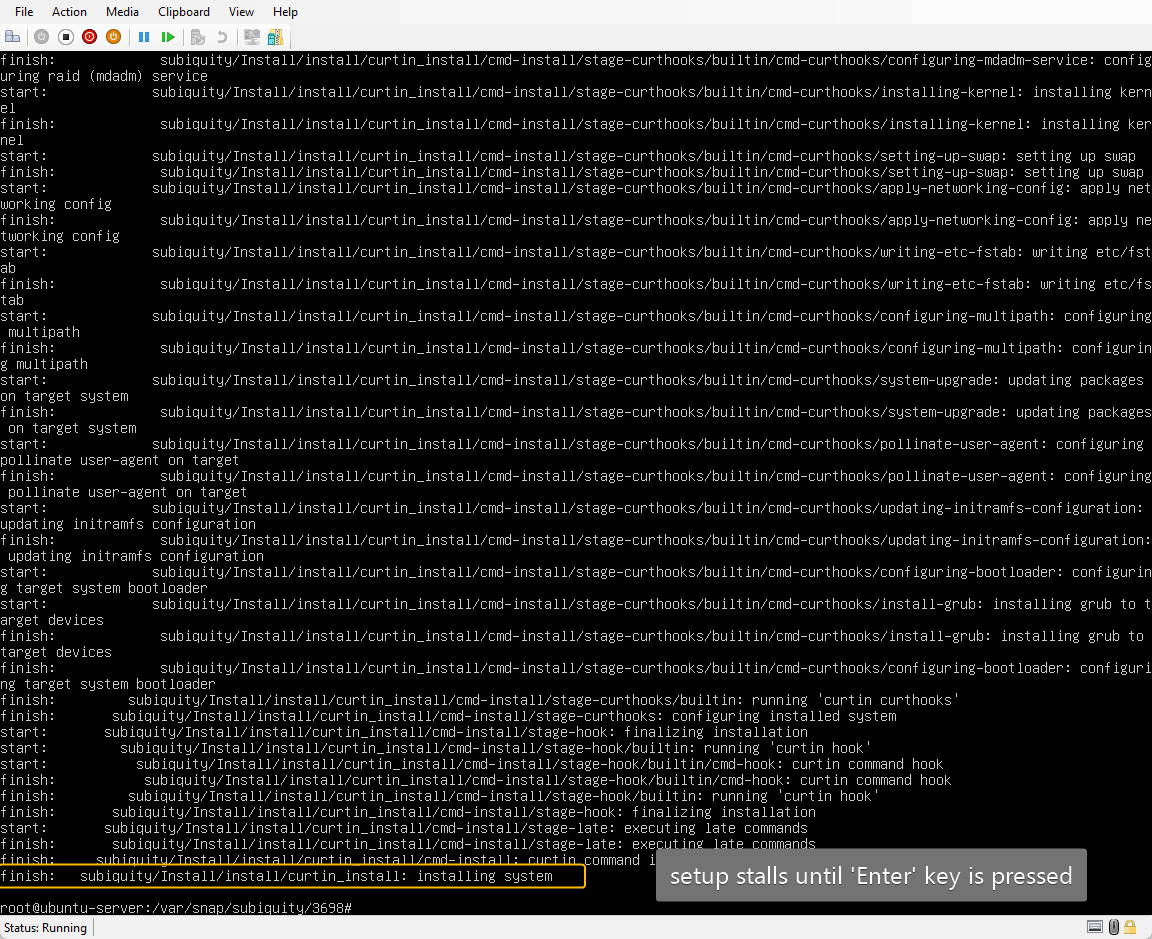 File Action Media Clipboard View Help
finish: subiquity/Install/install/curtin_install/cmd-install/stage-curthooks/builtin/cmd-curthooks/configuring-mdadm-service: config
uring raid (mdadm) service
start: subiquity/Install/install/curtin_install/cmd-install/stage-curthooks/builtin/cmd-curthooks/installing-kernel: installing kern
el
finish: subiquity/Install/install/curtin_install/cmd-install/stage-curthooks/builtin/cmd-curthooks/installing-kernel: installing ker
nel
start: subiquity/Install/install/curtin_install/cmd-install/stage-curthooks/builtin/cmd-curthooks/setting-up-swap: setting up swap
finish: subiquity/Install/install/curtin_install/cmd-install/stage-curthooks/builtin/cmd-curthooks/setting-up-swap: setting up swap
start: subiquity/Install/install/curtin_install/cmd-install/stage-curthooks/builtin/cmd-curthooks/apply-networking-config: apply net
working config
finish: subiquity/Install/install/curtin_install/cmd-install/stage-curthooks/builtin/cmd-curthooks/apply-networking-config: apply ne
tworking config
start: subiquity/Install/install/curtin_install/cmd-install/stage-curthooks/builtin/cmd-curthooks/writing-etc-fstab: writing etc/fst
ab
finish: subiquity/Install/install/curtin_install/cmd-install/stage-curthooks/builtin/cmd-curthooks/writing-etc-fstab: writing etc/fs
tab
start: subiquity/Install/install/curtin_install/cmd-install/stage-curthooks/builtin/cmd-curthooks/configuring-multipath: configuring
multipath
finish: subiquity/Install/install/curtin_install/cmd-install/stage-curthooks/builtin/cmd-curthooks/configuring-multipath: configurin
g multipath
start: subiquity/Install/install/curtin_install/cmd-install/stage-curthooks/builtin/cmd-curthooks/system-upgrade: updating packages
on target system
finish: subiquity/Install/install/curtin_install/cmd-install/stage-curthooks/builtin/cmd-curthooks/system-upgrade: updating packages
on target system
start: subiquity/Install/install/curtin_install/cmd-install/stage-curthooks/builtin/cmd-curthooks/pollinate-user-agent: configuring
pollinate user-agent on target
finish: subiquity/Install/install/curtin_install/cmd-install/stage-curthooks/builtin/cmd-curthooks/pollinate-user-agent: configuring
pollinate user-agent on target
start: subiquity/Install/install/curtin_install/cmd-install/stage-curthooks/builtin/cmd-curthooks/updating-initramfs-configuration:
updating initramfs configuration
finish: subiquity/Install/install/curtin_install/cmd-install/stage-curthooks/builtin/cmd-curthooks/updating-initramfs-configuration:
updating initramfs configuration
start: subiquity/Install/install/curtin_install/cmd-install/stage-curthooks/builtin/cmd-curthooks/configuring-bootloader: configurin
g target system bootloader
start: subiquity/Install/install/curtin_install/cmd-install/stage-curthooks/builtin/cmd-curthooks/install-grub: installing grub to t
arget devices
finish: subiquity/Install/install/curtin_install/cmd-install/stage-curthooks/builtin/cmd-curthooks/install-grub: installing grub to
target devices
finish: subiquity/Install/install/curtin_install/cmd-install/stage-curthooks/builtin/cmd-curthooks/configuring-bootloader: configuri
ng target system bootloader
finish: subiquity/Install/install/curtin_install/cmd-install/stage-curthooks/builtin: running 'curtin curthooks'
finish: subiquity/Install/install/curtin_install/cmd-install/stage-curthooks: configuring installed system
start: subiquity/Install/install/curtin_install/cmd-install/stage-hook: finalizing installation
start: subiquity/Install/install/curtin_install/cmd-install/stage-hook/builtin: running 'curtin hook'
start: subiquity/Install/install/curtin_install/cmd-install/stage-hook/builtin/cmd-hook: curtin command hook
finish: subiquity/Install/install/curtin_install/cmd-install/stage-hook/builtin/cmd-hook: curtin command hook
finish: subiquity/Install/install/curtin_install/cmd-install/stage-hook/builtin: running 'curtin hook'
finish: subiquity/Install/install/curtin_install/cmd-install/stage-hook: finalizing installation
start: subiquity/Install/install/curtin_install/cmd-install/stage-late: executing late commands
finish: subiquity/Install/install/curtin_install/cmd-install/stage-late: executing late commands
finish: subiquity/Install/install/curtin_install/cmd-install: curtin command
finish: subiquity/Install/install/curtin_install: installing system
setup stalls until 'Enter' key is pressed
root@ubuntu-server:/var/snap/subiquity/3698#
Status: Running